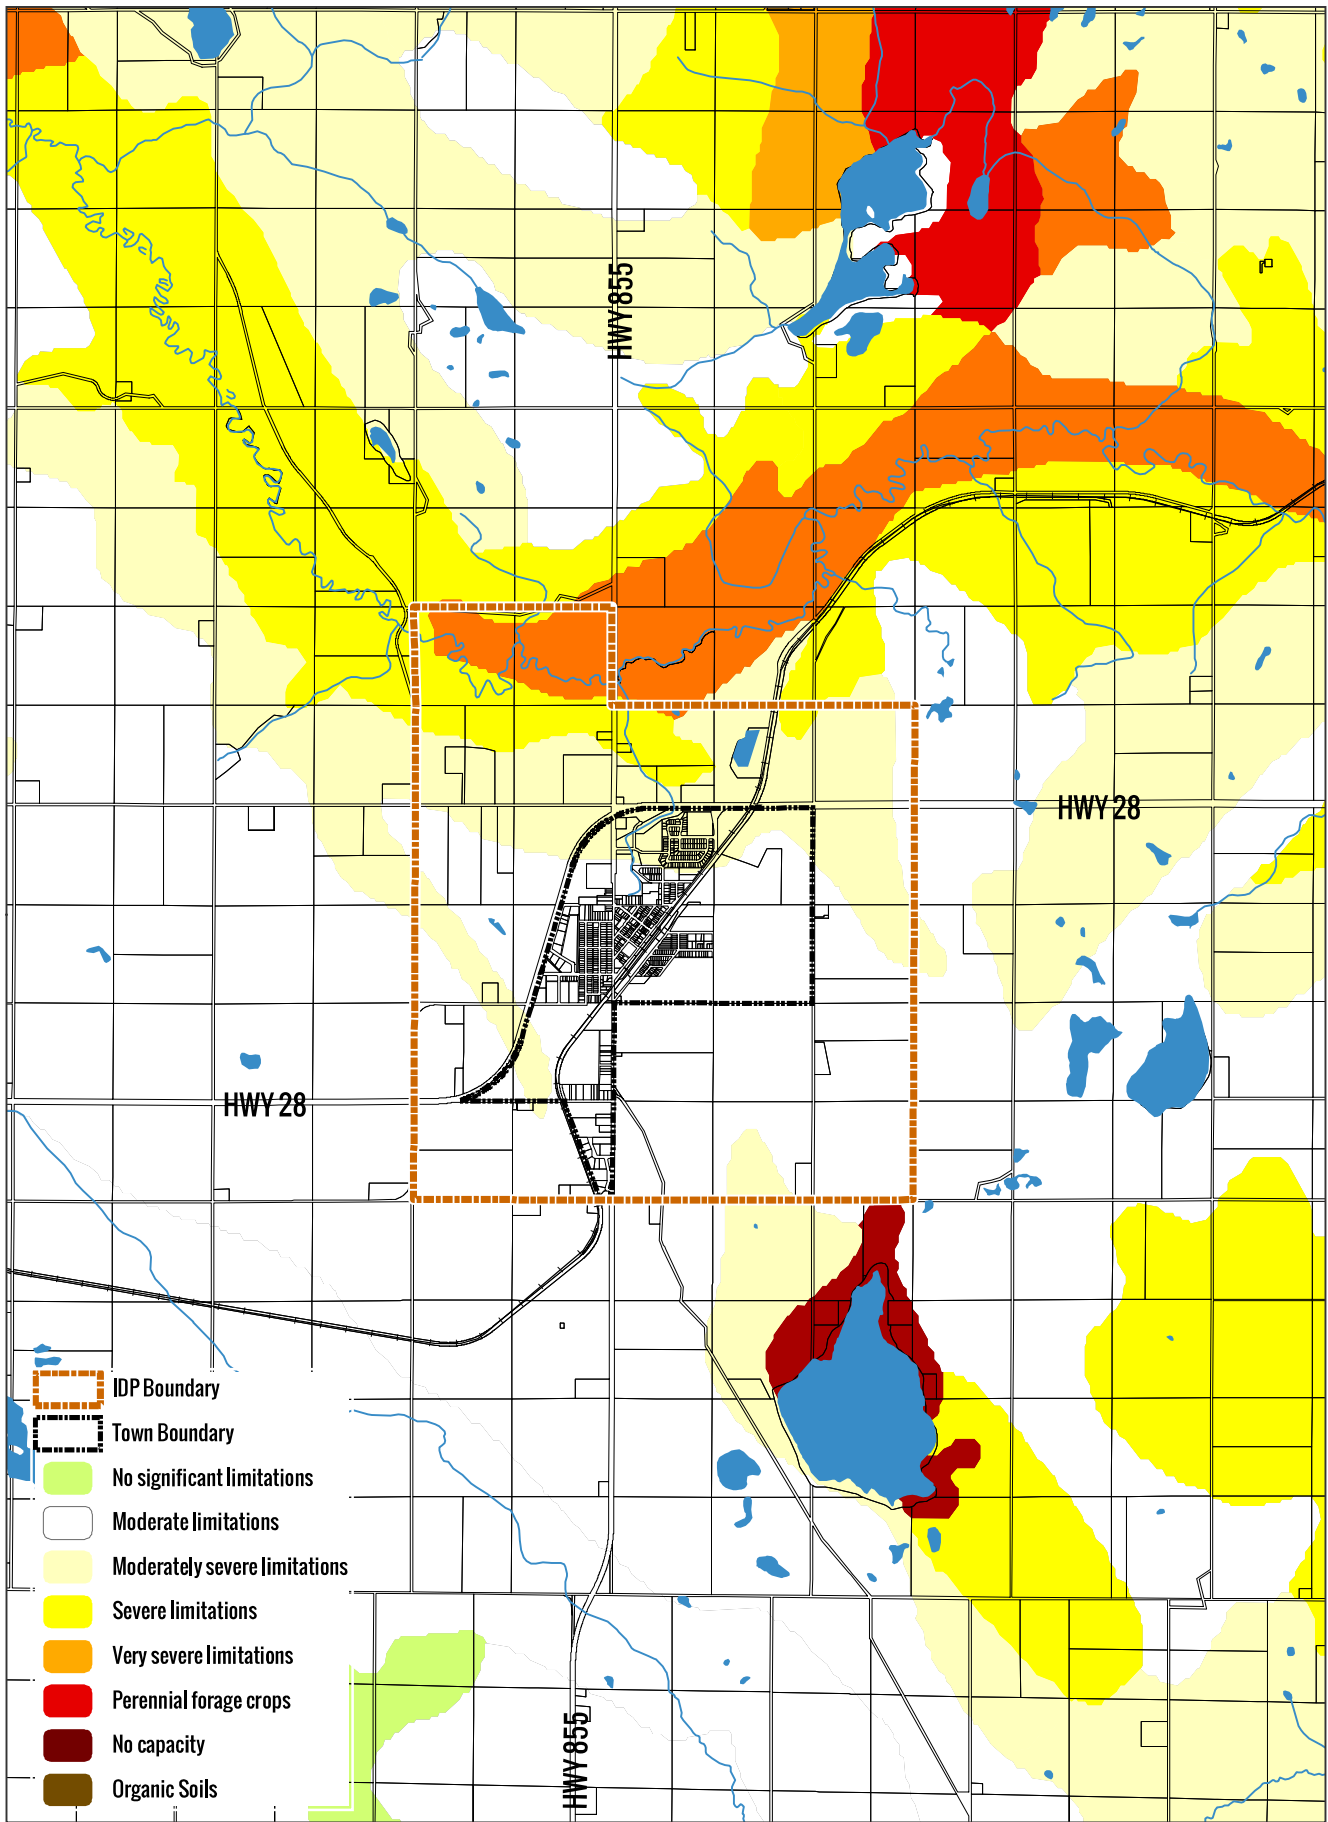 HWY 855
HWY 28
HWY 28
IDP Boundary
Town Boundary
No significant limitations
Moderate limitations
Moderately severe limitations
Severe limitations
Very severe limitations
Perennial forage crops
No capacity
Organic Soils
HWY 855